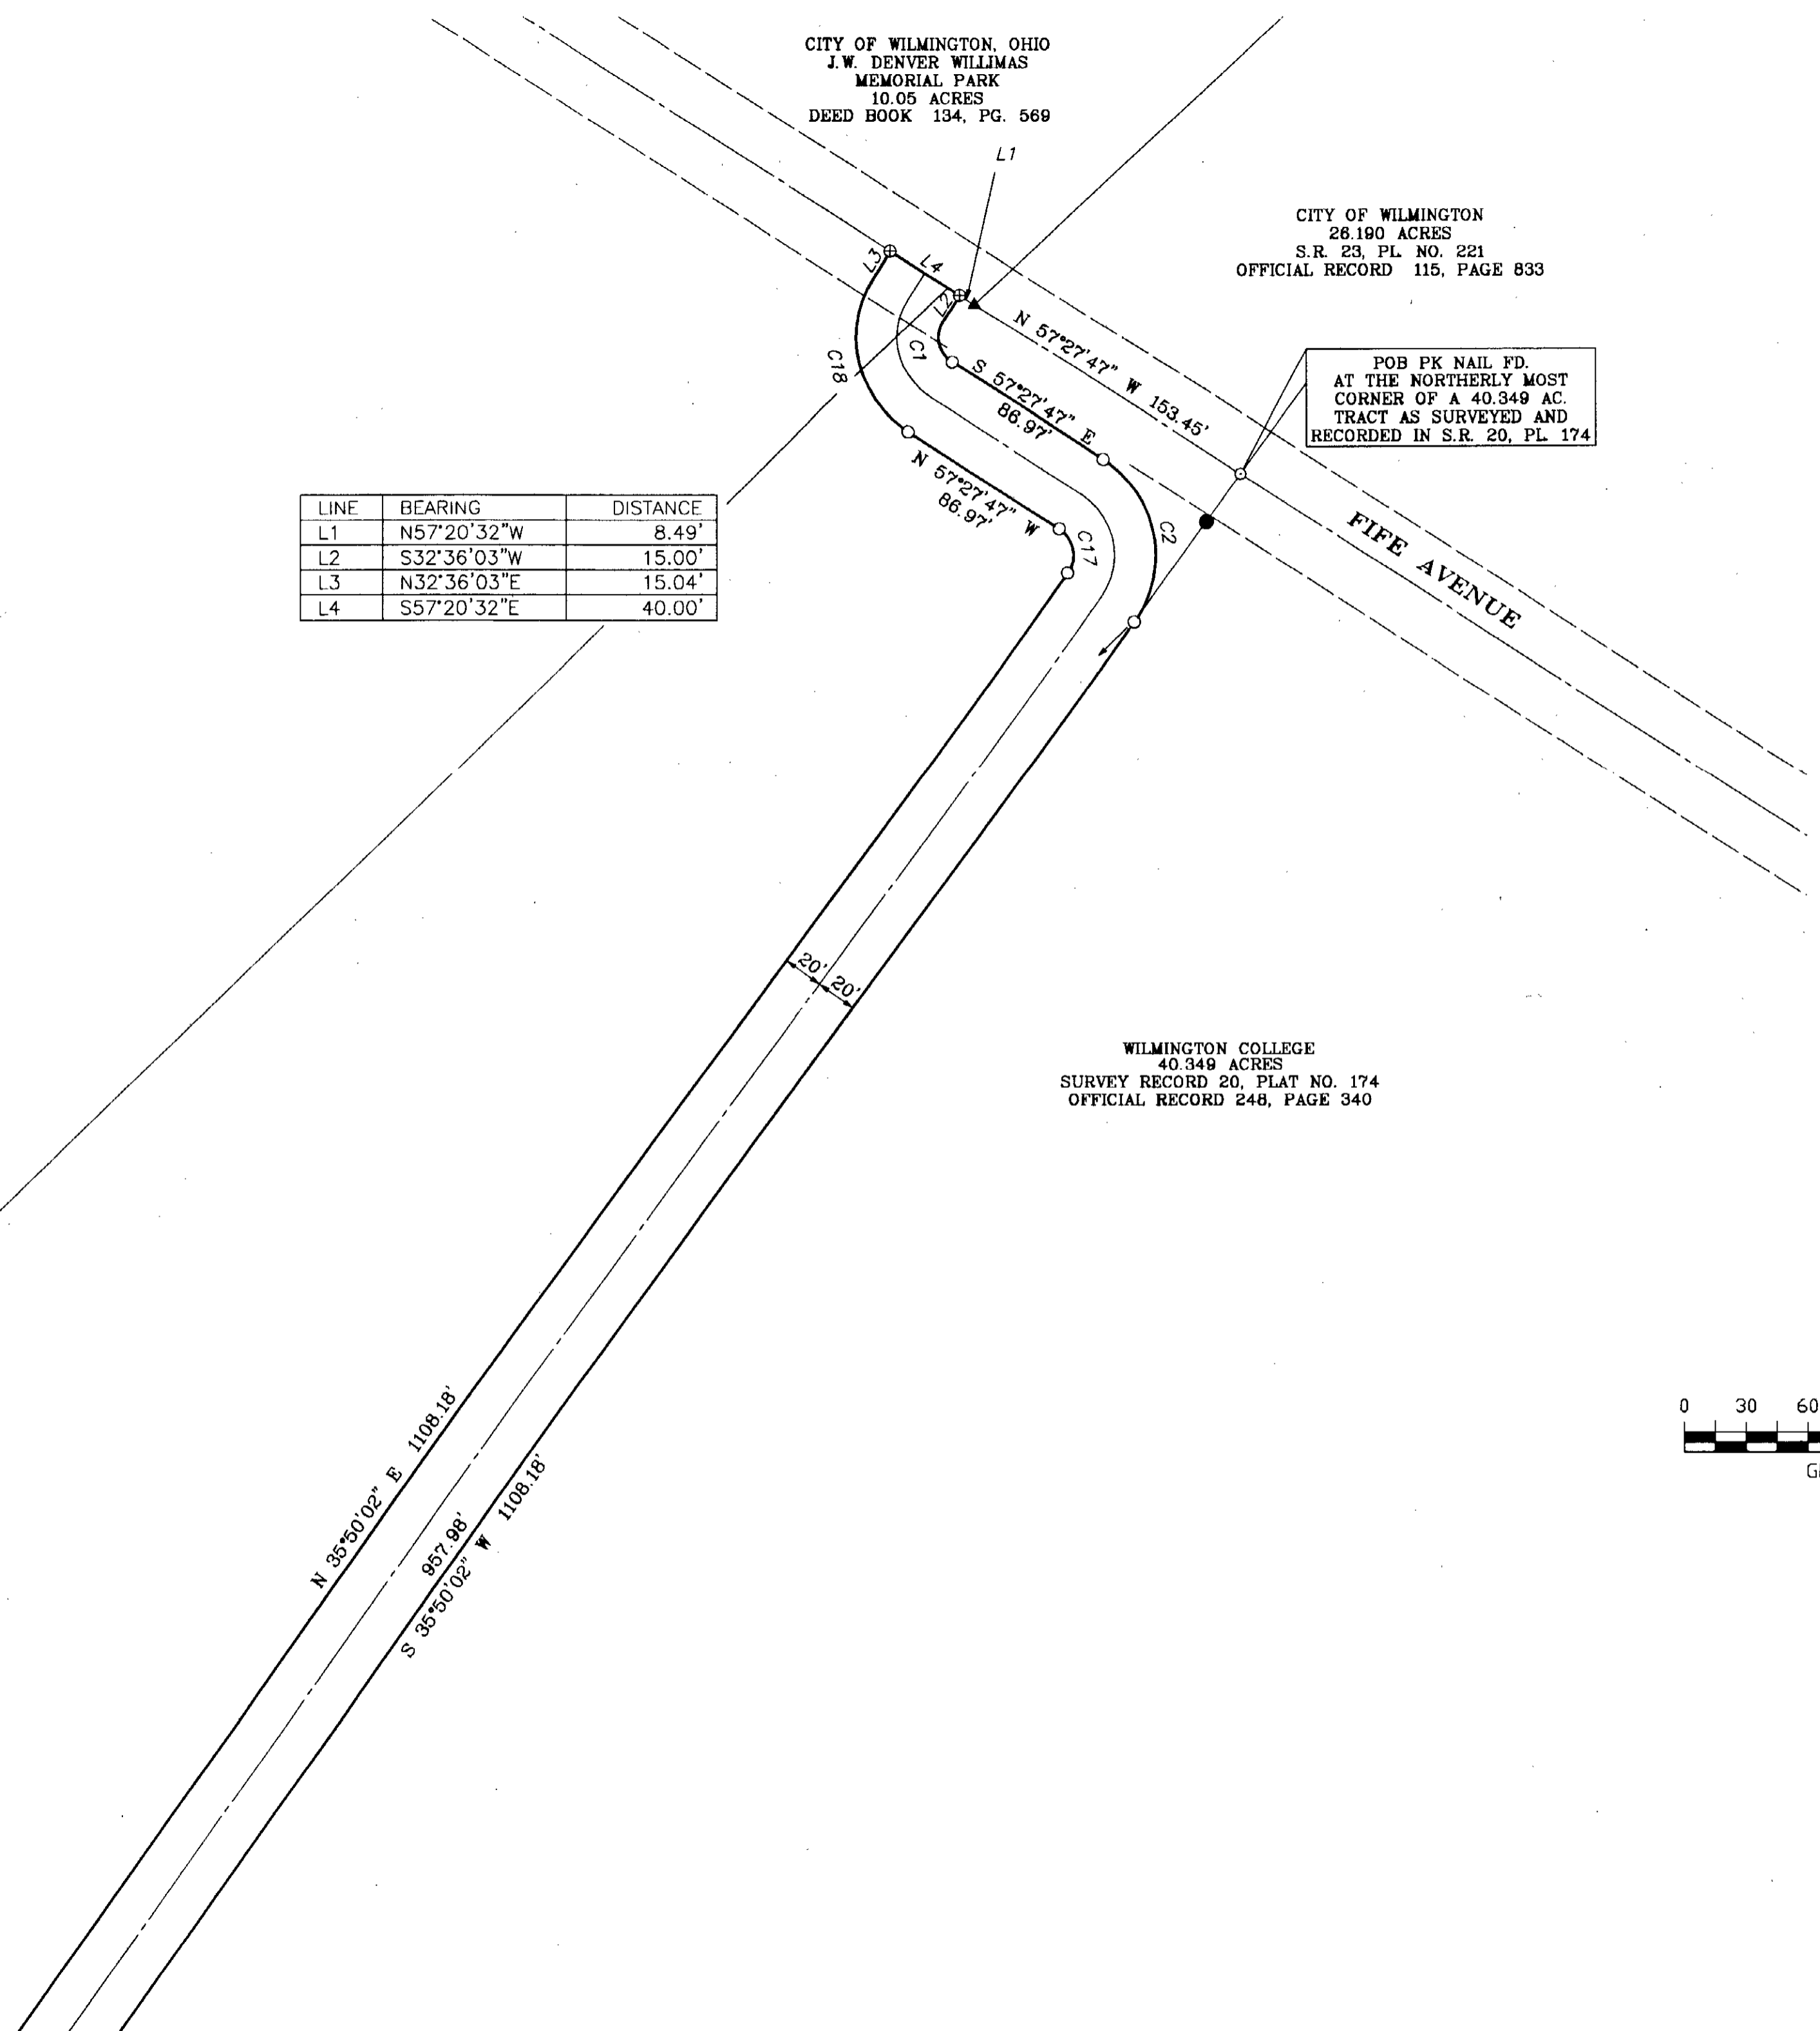 CITY OF WILMINGTON, OHIO
J.W. DENVER WILLIMAS
MEMORIAL PARK
10.05 ACRES
DEED BOOK 134, PG. 569
L1
CITY OF WILMINGTON
26.190 ACRES
S.R. 23, PL. NO. 221
OFFICIAL RECORD 115, PAGE 833
L3
L4
L2
N 57°27'47" W 153.45'
C18
C1
S 57°27'47" E
86.97'
POB PK NAIL FD.
AT THE NORTHERLY MOST
CORNER OF A 40.349 AC.
TRACT AS SURVEYED AND
RECORDED IN S.R. 20, PL. 174
N 57°27'47" W
86.97'
C17
C2
FIFE AVENUE
LINE BEARING DISTANCE
L1 N57°20'32"W 8.49'
L2 S32°36'03"W 15.00'
L3 N32°36'03"E 15.04'
L4 S57°20'32"E 40.00'
20' 20'
WILMINGTON COLLEGE
40.349 ACRES
SURVEY RECORD 20, PLAT NO. 174
OFFICIAL RECORD 248, PAGE 340
0 30 60
N 35°50'02" E 1108.18'
957.98'
S 35°50'02" W 1108.18'